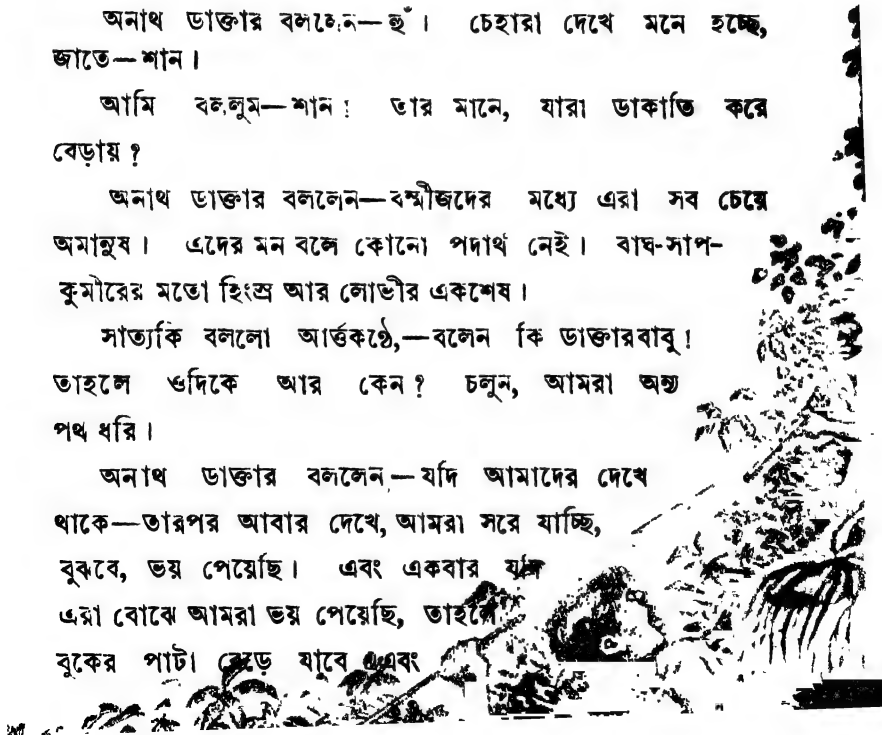 অনাথ ডাক্তার বললেন—হুঁ। চেহারা দেখে মনে হচ্ছে,
জাতে—শান।
আমি বললুম—শান! তার মানে, যারা ডাকাতি করে
বেড়ায়?
অনাথ ডাক্তার বললেন—বর্ম্মীজদের মধ্যে এরা সব চেয়ে
অমানুষ। এদের মন বলে কোনো পদার্থ নেই। বাঘ-সাপ-
কুমীরের মতো হিংস্র আর লোভীর একশেষ।
সাত্যকি বললো আর্ত্তকণ্ঠে,—বলেন কি ডাক্তারবাবু!
তাহলে ওদিকে আর কেন? চলুন, আমরা অন্য
পথ ধরি।
অনাথ ডাক্তার বললেন,—যদি আমাদের দেখে
থাকে—তারপর আবার দেখে, আমরা সরে যাচ্ছি,
বুঝবে, ভয় পেয়েছি। এবং একবার যদি
এরা বোঝে আমরা ভয় পেয়েছি, তাহলে
বুকের পাটা বেড়ে যাবে এবং